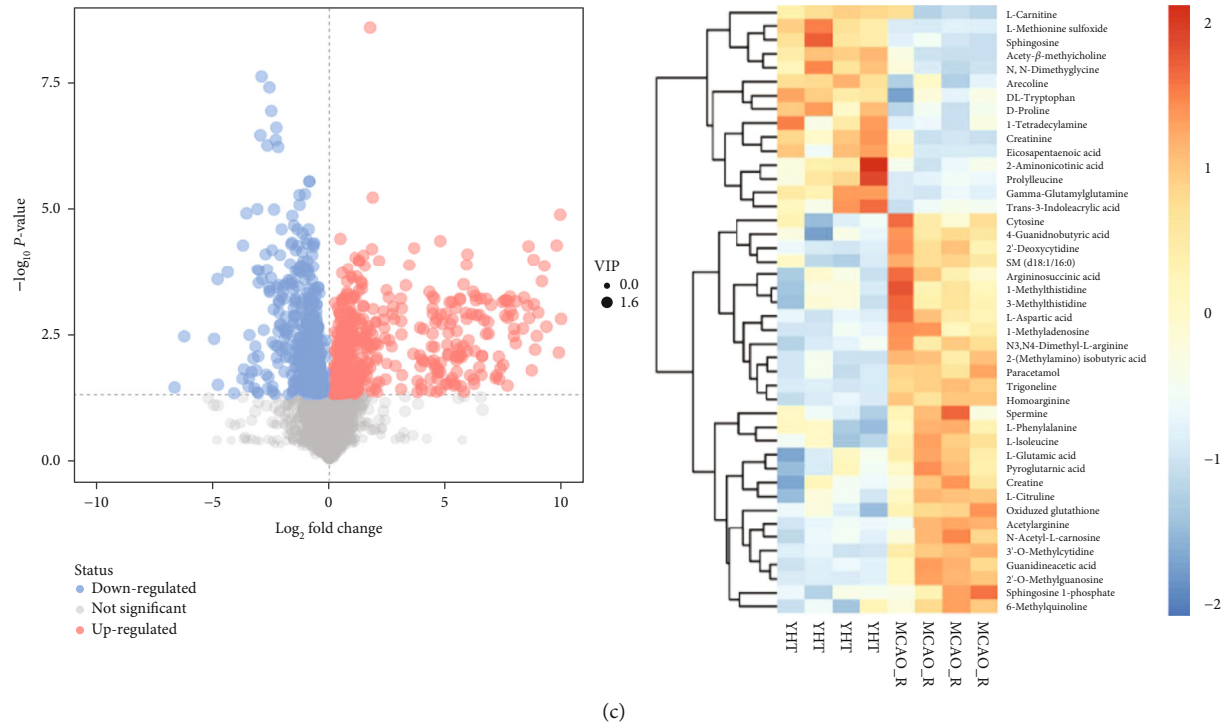 7.5
5.0
2.5
0.0
−log10 P-value
−10
−5
0
5
10
Log2 fold change
VIP
0.0
1.6
Status
Down-regulated
Not significant
Up-regulated
L-Carnitine
L-Methionine sulfoxide
Sphingosine
Acety-β-methyicholine
N, N-Dimethyglycine
Arecoline
DL-Tryptophan
D-Proline
1-Tetradecylamine
Creatinine
Eicosapentaenoic acid
2-Aminonicotinic acid
Prolylleucine
Gamma-Glutamylglutamine
Trans-3-Indoleacrylic acid
Cytosine
4-Guanidnobutyric acid
2'-Deoxycytidine
SM (d18:1/16:0)
Argininosuccinic acid
1-Methylthistidine
3-Methylthistidine
L-Aspartic acid
1-Methyladenosine
N3,N4-Dimethyl-L-arginine
2-(Methylamino) isobutyric acid
Paracetamol
Trigoneline
Homoarginine
Spermine
L-Phenylalanine
L-lsoleucine
L-Glutamic acid
Pyroglutarnic acid
Creatine
L-Citruline
Oxiduzed glutathione
Acetylarginine
N-Acetyl-L-carnosine
3'-O-Methylcytidine
Guanidineacetic acid
2'-O-Methylguanosine
Sphingosine 1-phosphate
6-Methylquinoline
YHT
YHT
YHT
YHT
MCAO_R
MCAO_R
MCAO_R
MCAO_R
2
1
0
−1
−2
(c)